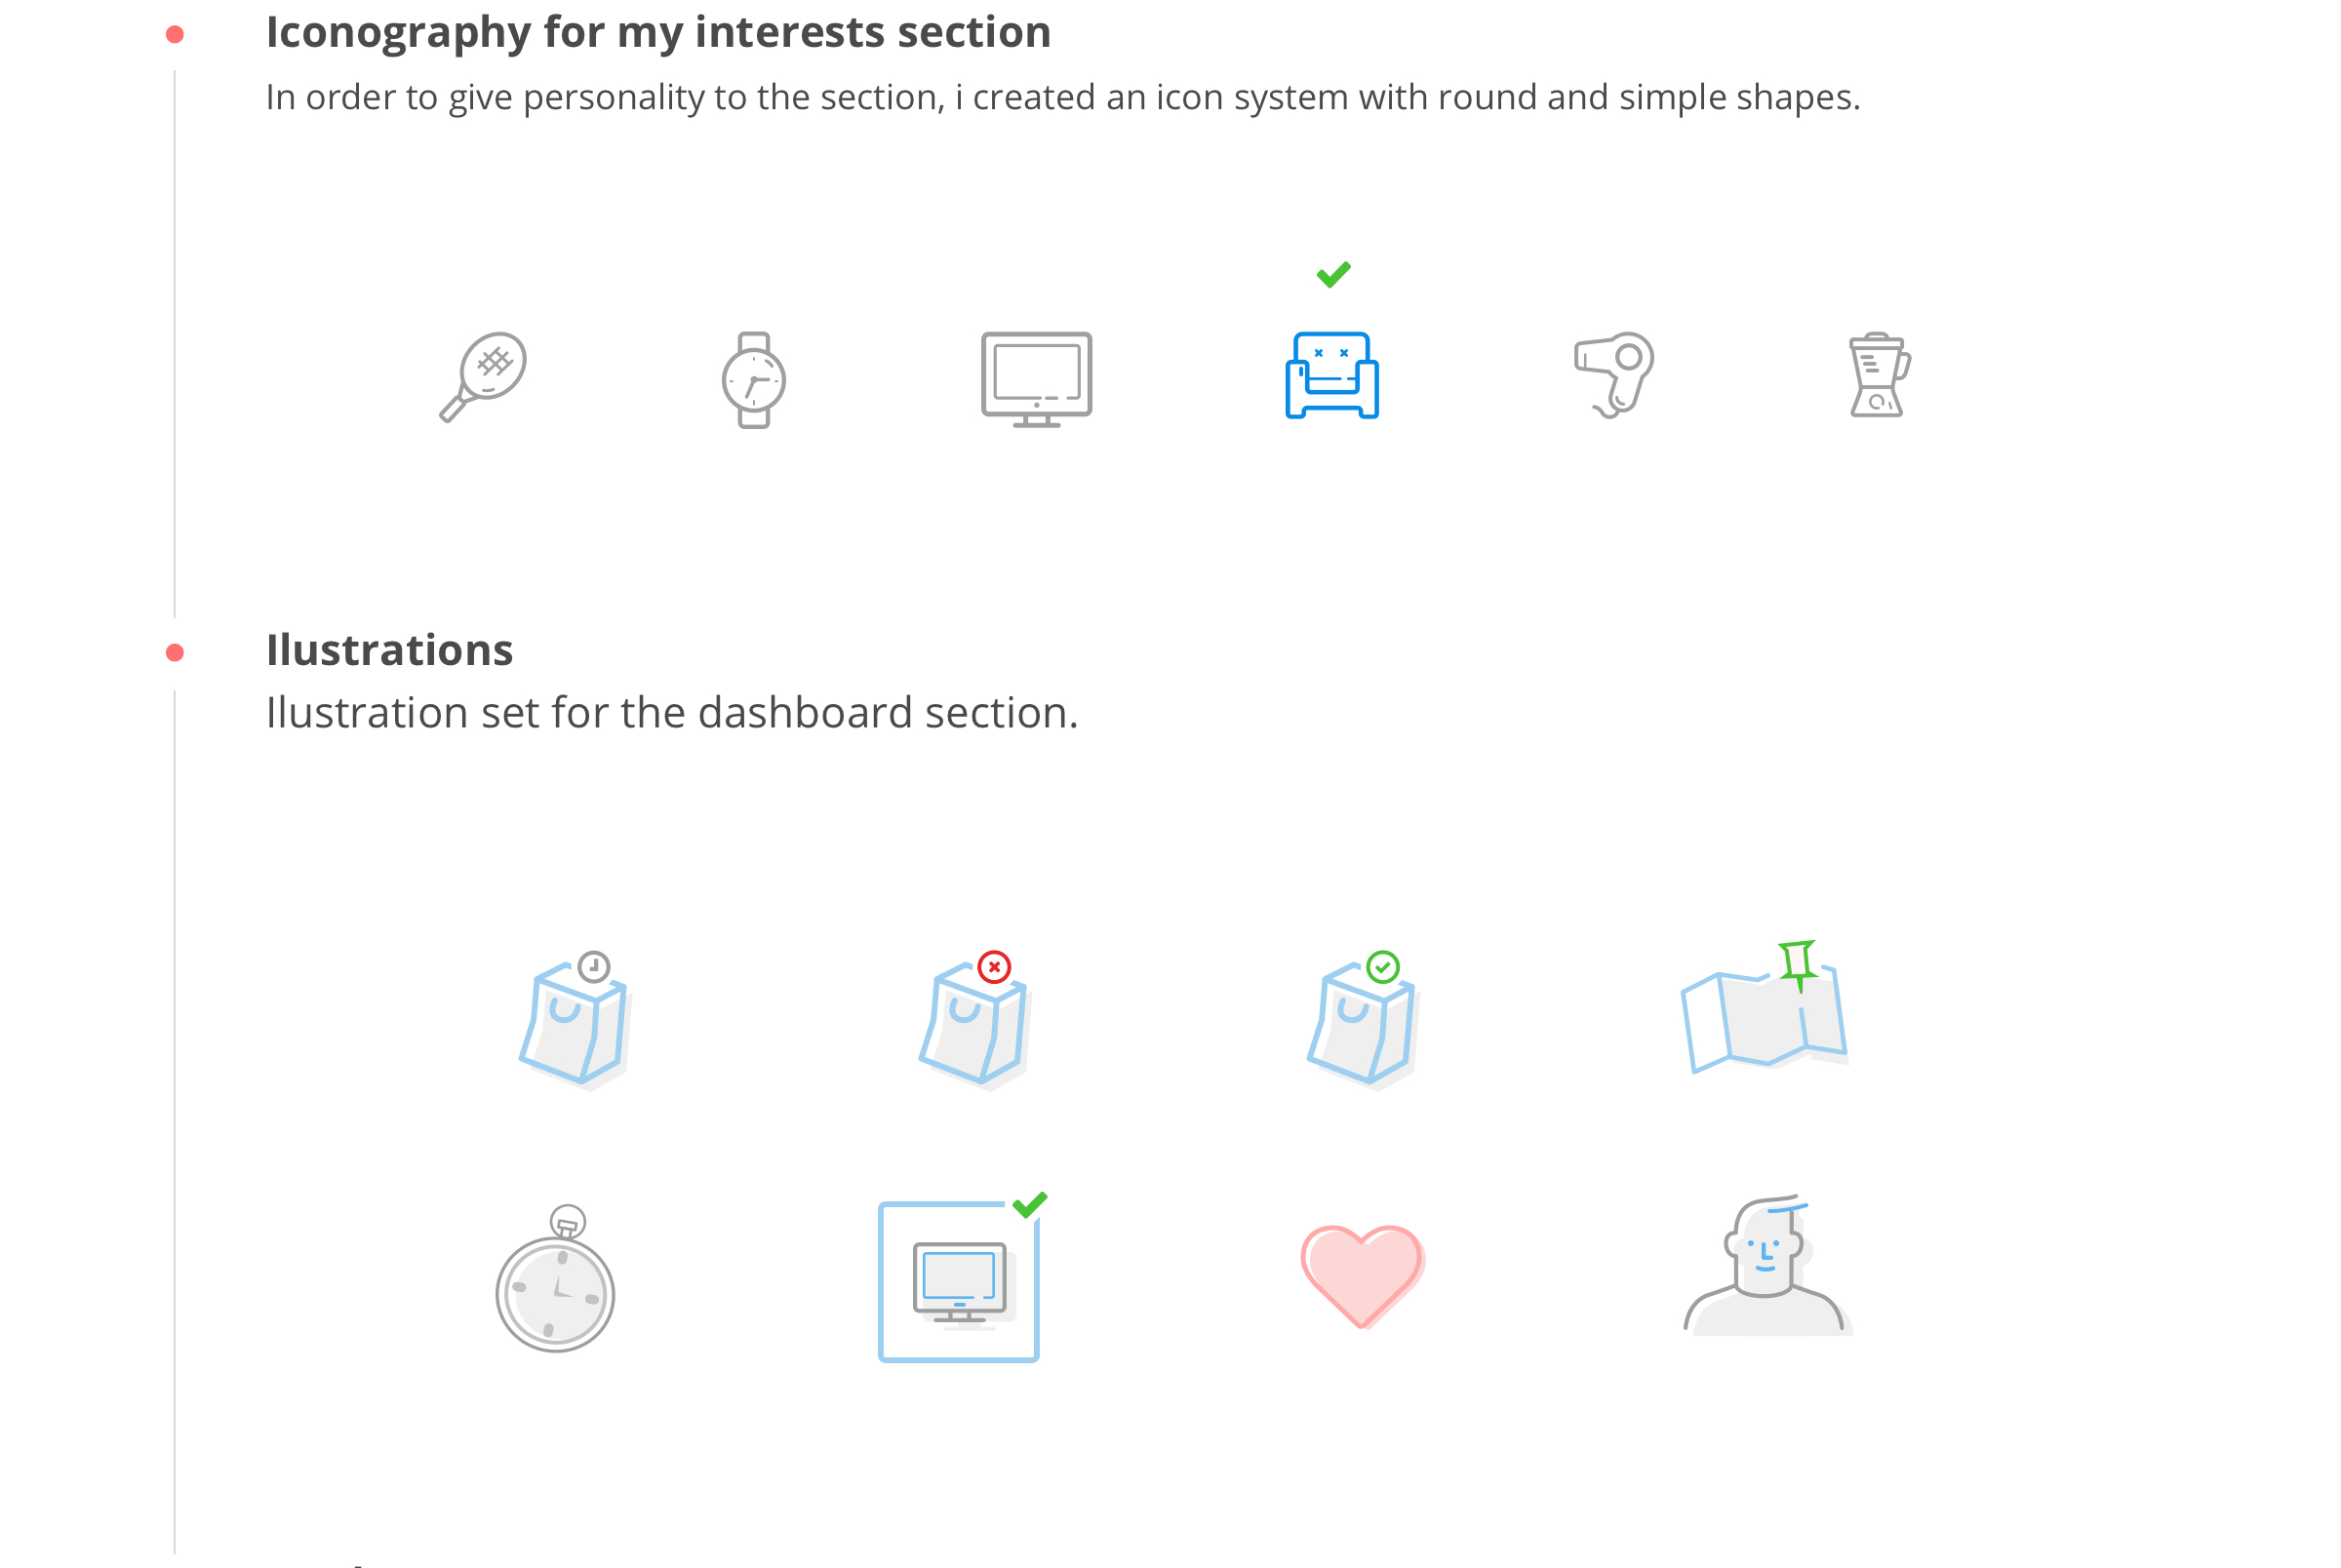 Iconography for my interests section
In order to give personality to the section, i created an icon system with round and simple shapes.
Ilustrations
Ilustration set for the dashboard section.